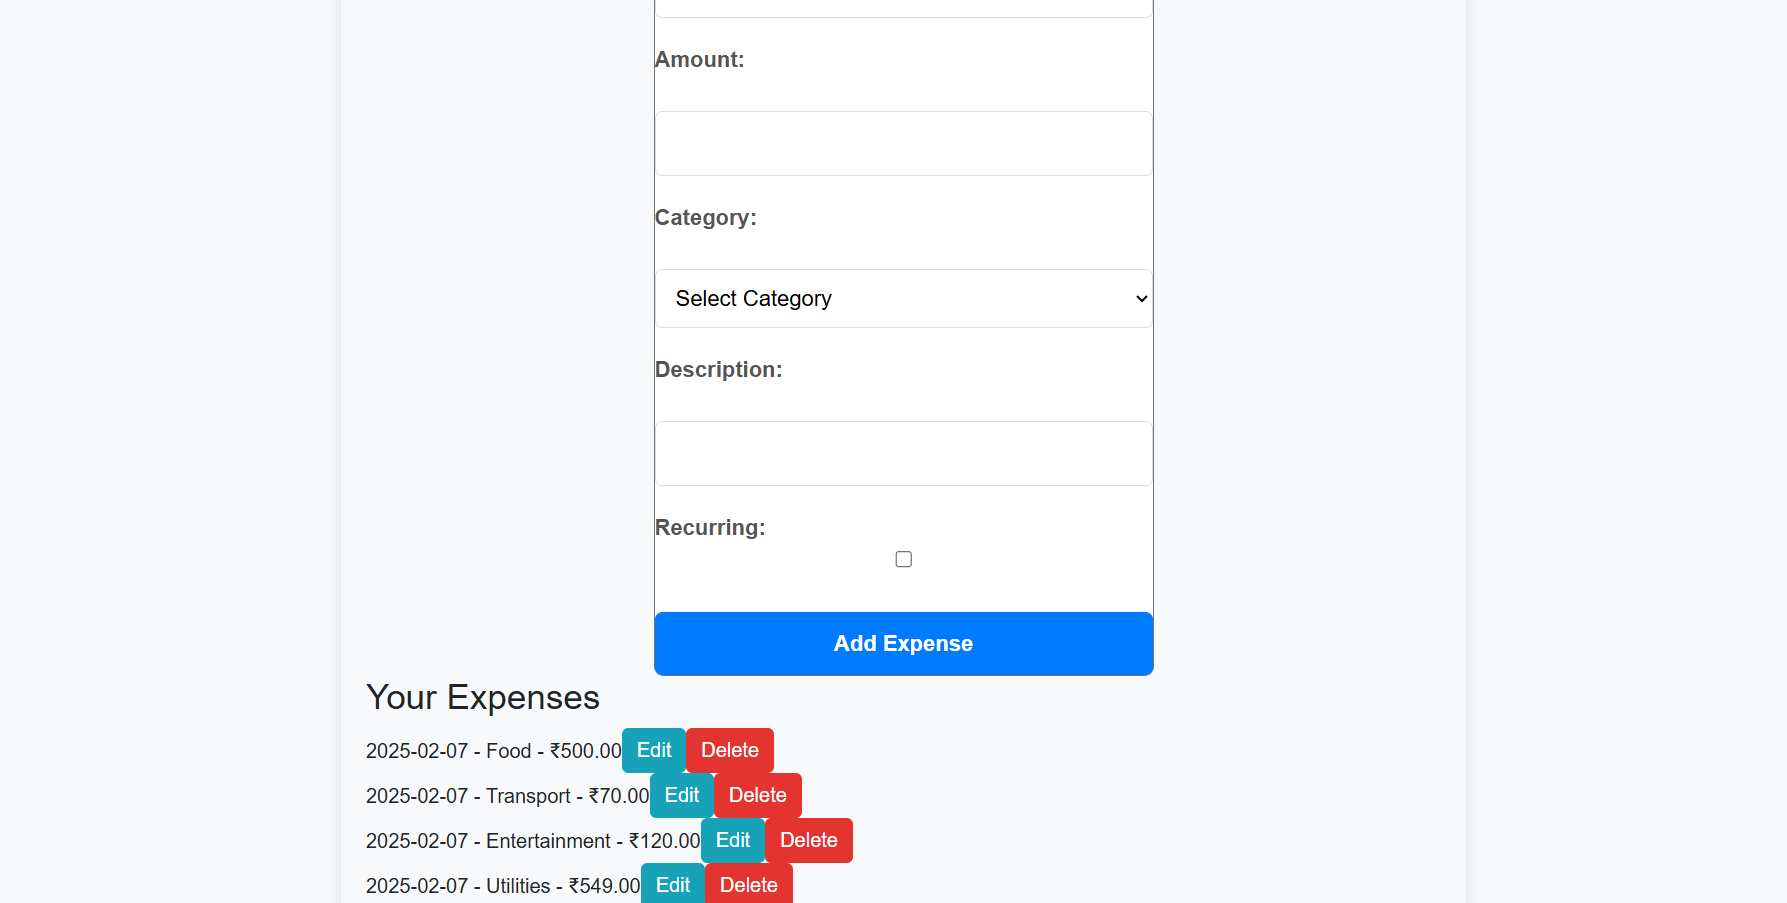 Amount:
Category:
Select Category
Description:
Recurring:
Add Expense
Your Expenses
2025-02-07 - Food - ₹500.00 Edit Delete
2025-02-07 - Transport - ₹70.00 Edit Delete
2025-02-07 - Entertainment - ₹120.00 Edit Delete
2025-02-07 - Utilities - ₹549.00 Edit Delete